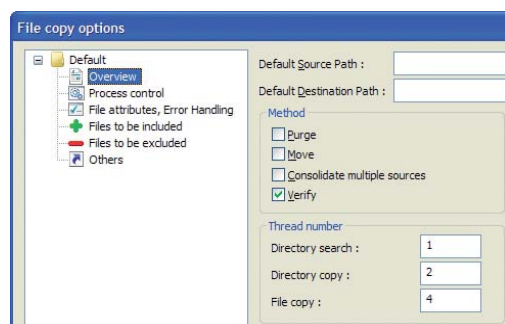 File copy options
Default
Overview
Process control
File attributes, Error Handling
Files to be included
Files to be excluded
Others
Default Source Path :
Default Destination Path :
Method
Purge
Move
Consolidate multiple sources
Verify
Thread number
Directory search : 1
Directory copy : 2
File copy : 4